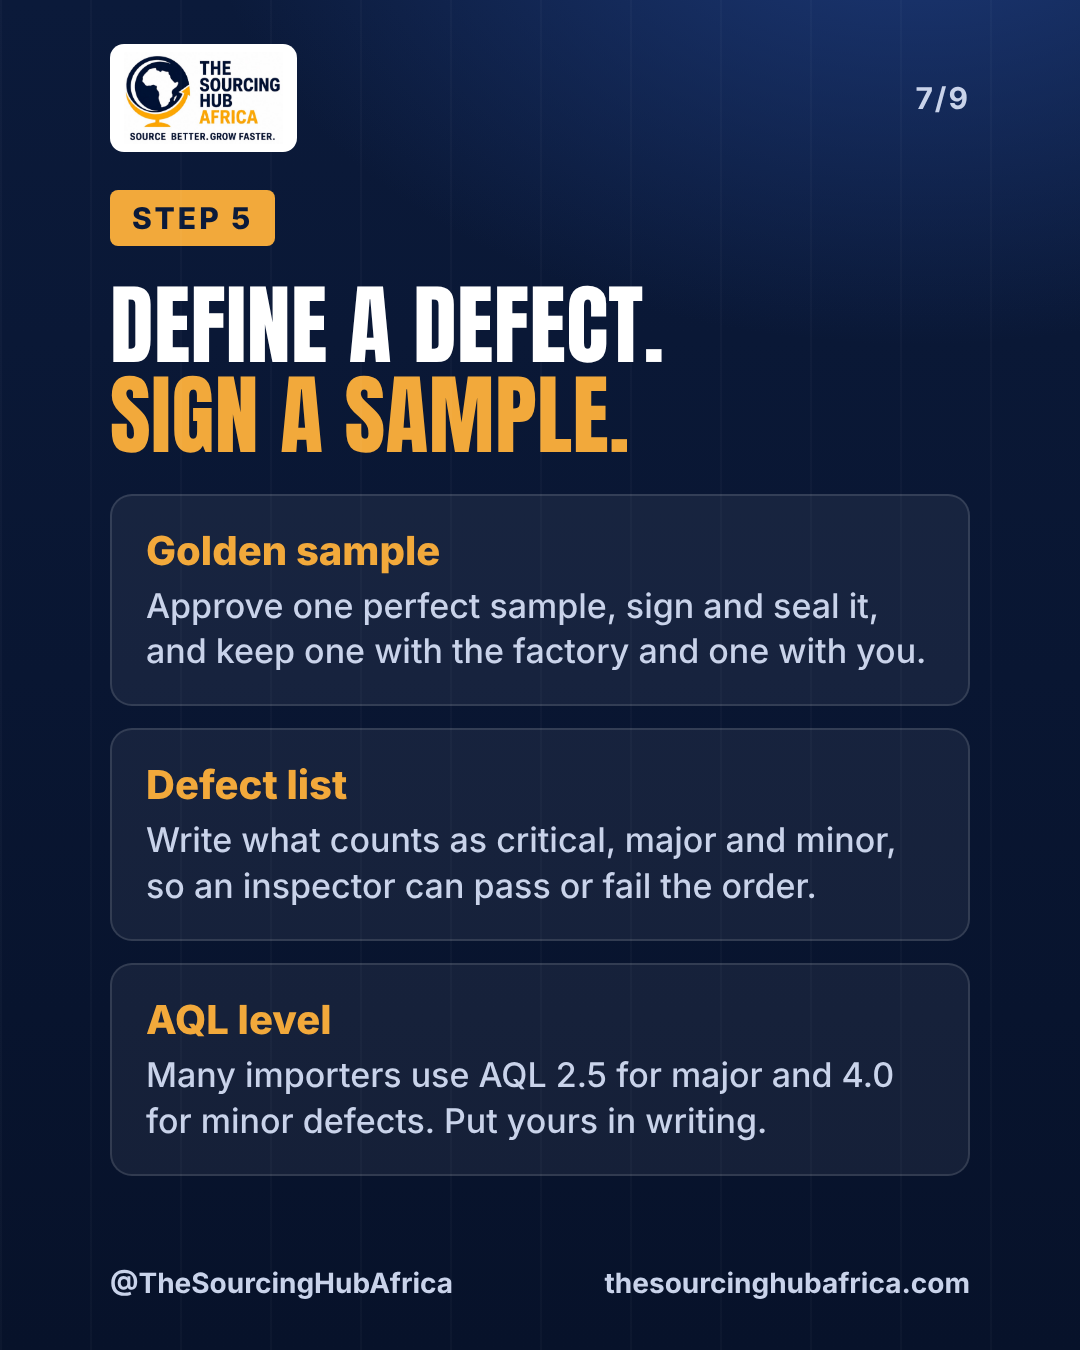 THE
SOURCING
HUB
AFRICA
SOURCE BETTER. GROW FASTER.
7/9
STEP 5
DEFINE A DEFECT.
SIGN A SAMPLE.
Golden sample
Approve one perfect sample, sign and seal it,
and keep one with the factory and one with you.
Defect list
Write what counts as critical, major and minor,
so an inspector can pass or fail the order.
AQL level
Many importers use AQL 2.5 for major and 4.0
for minor defects. Put yours in writing.
@TheSourcingHubAfrica
thesourcinghubafrica.com